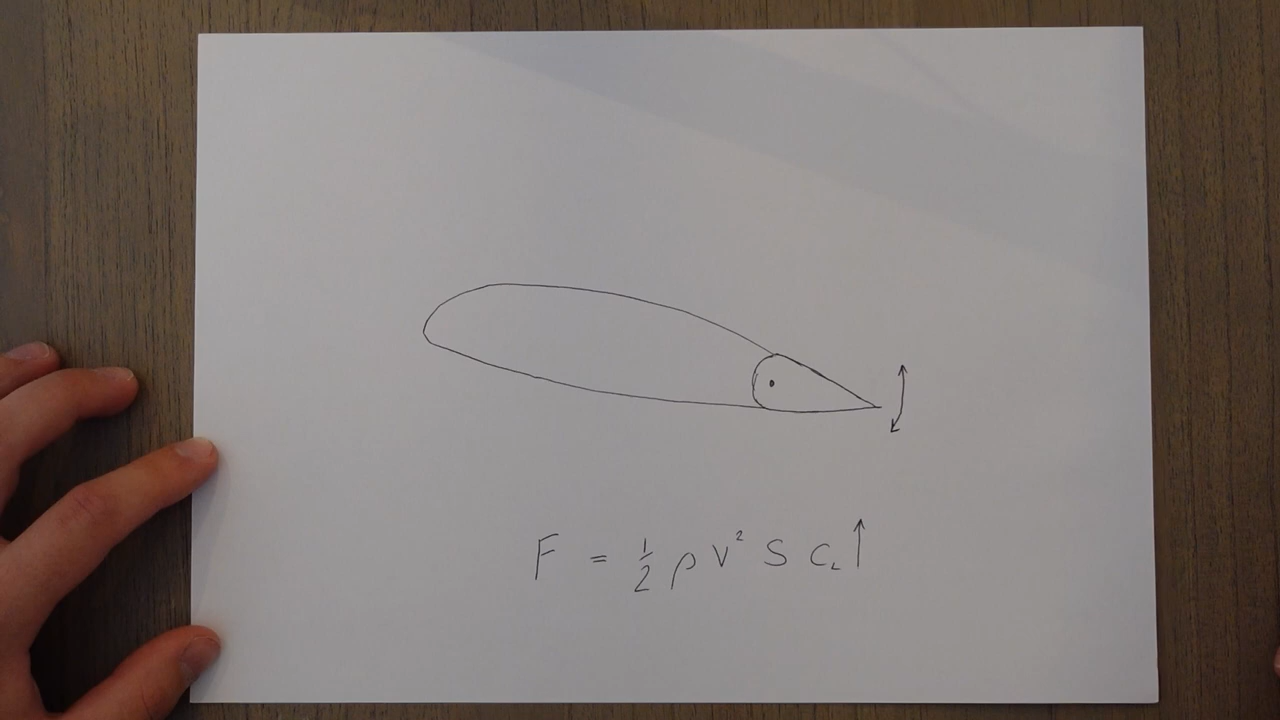 F = ½ ρ V² S C_L ↑